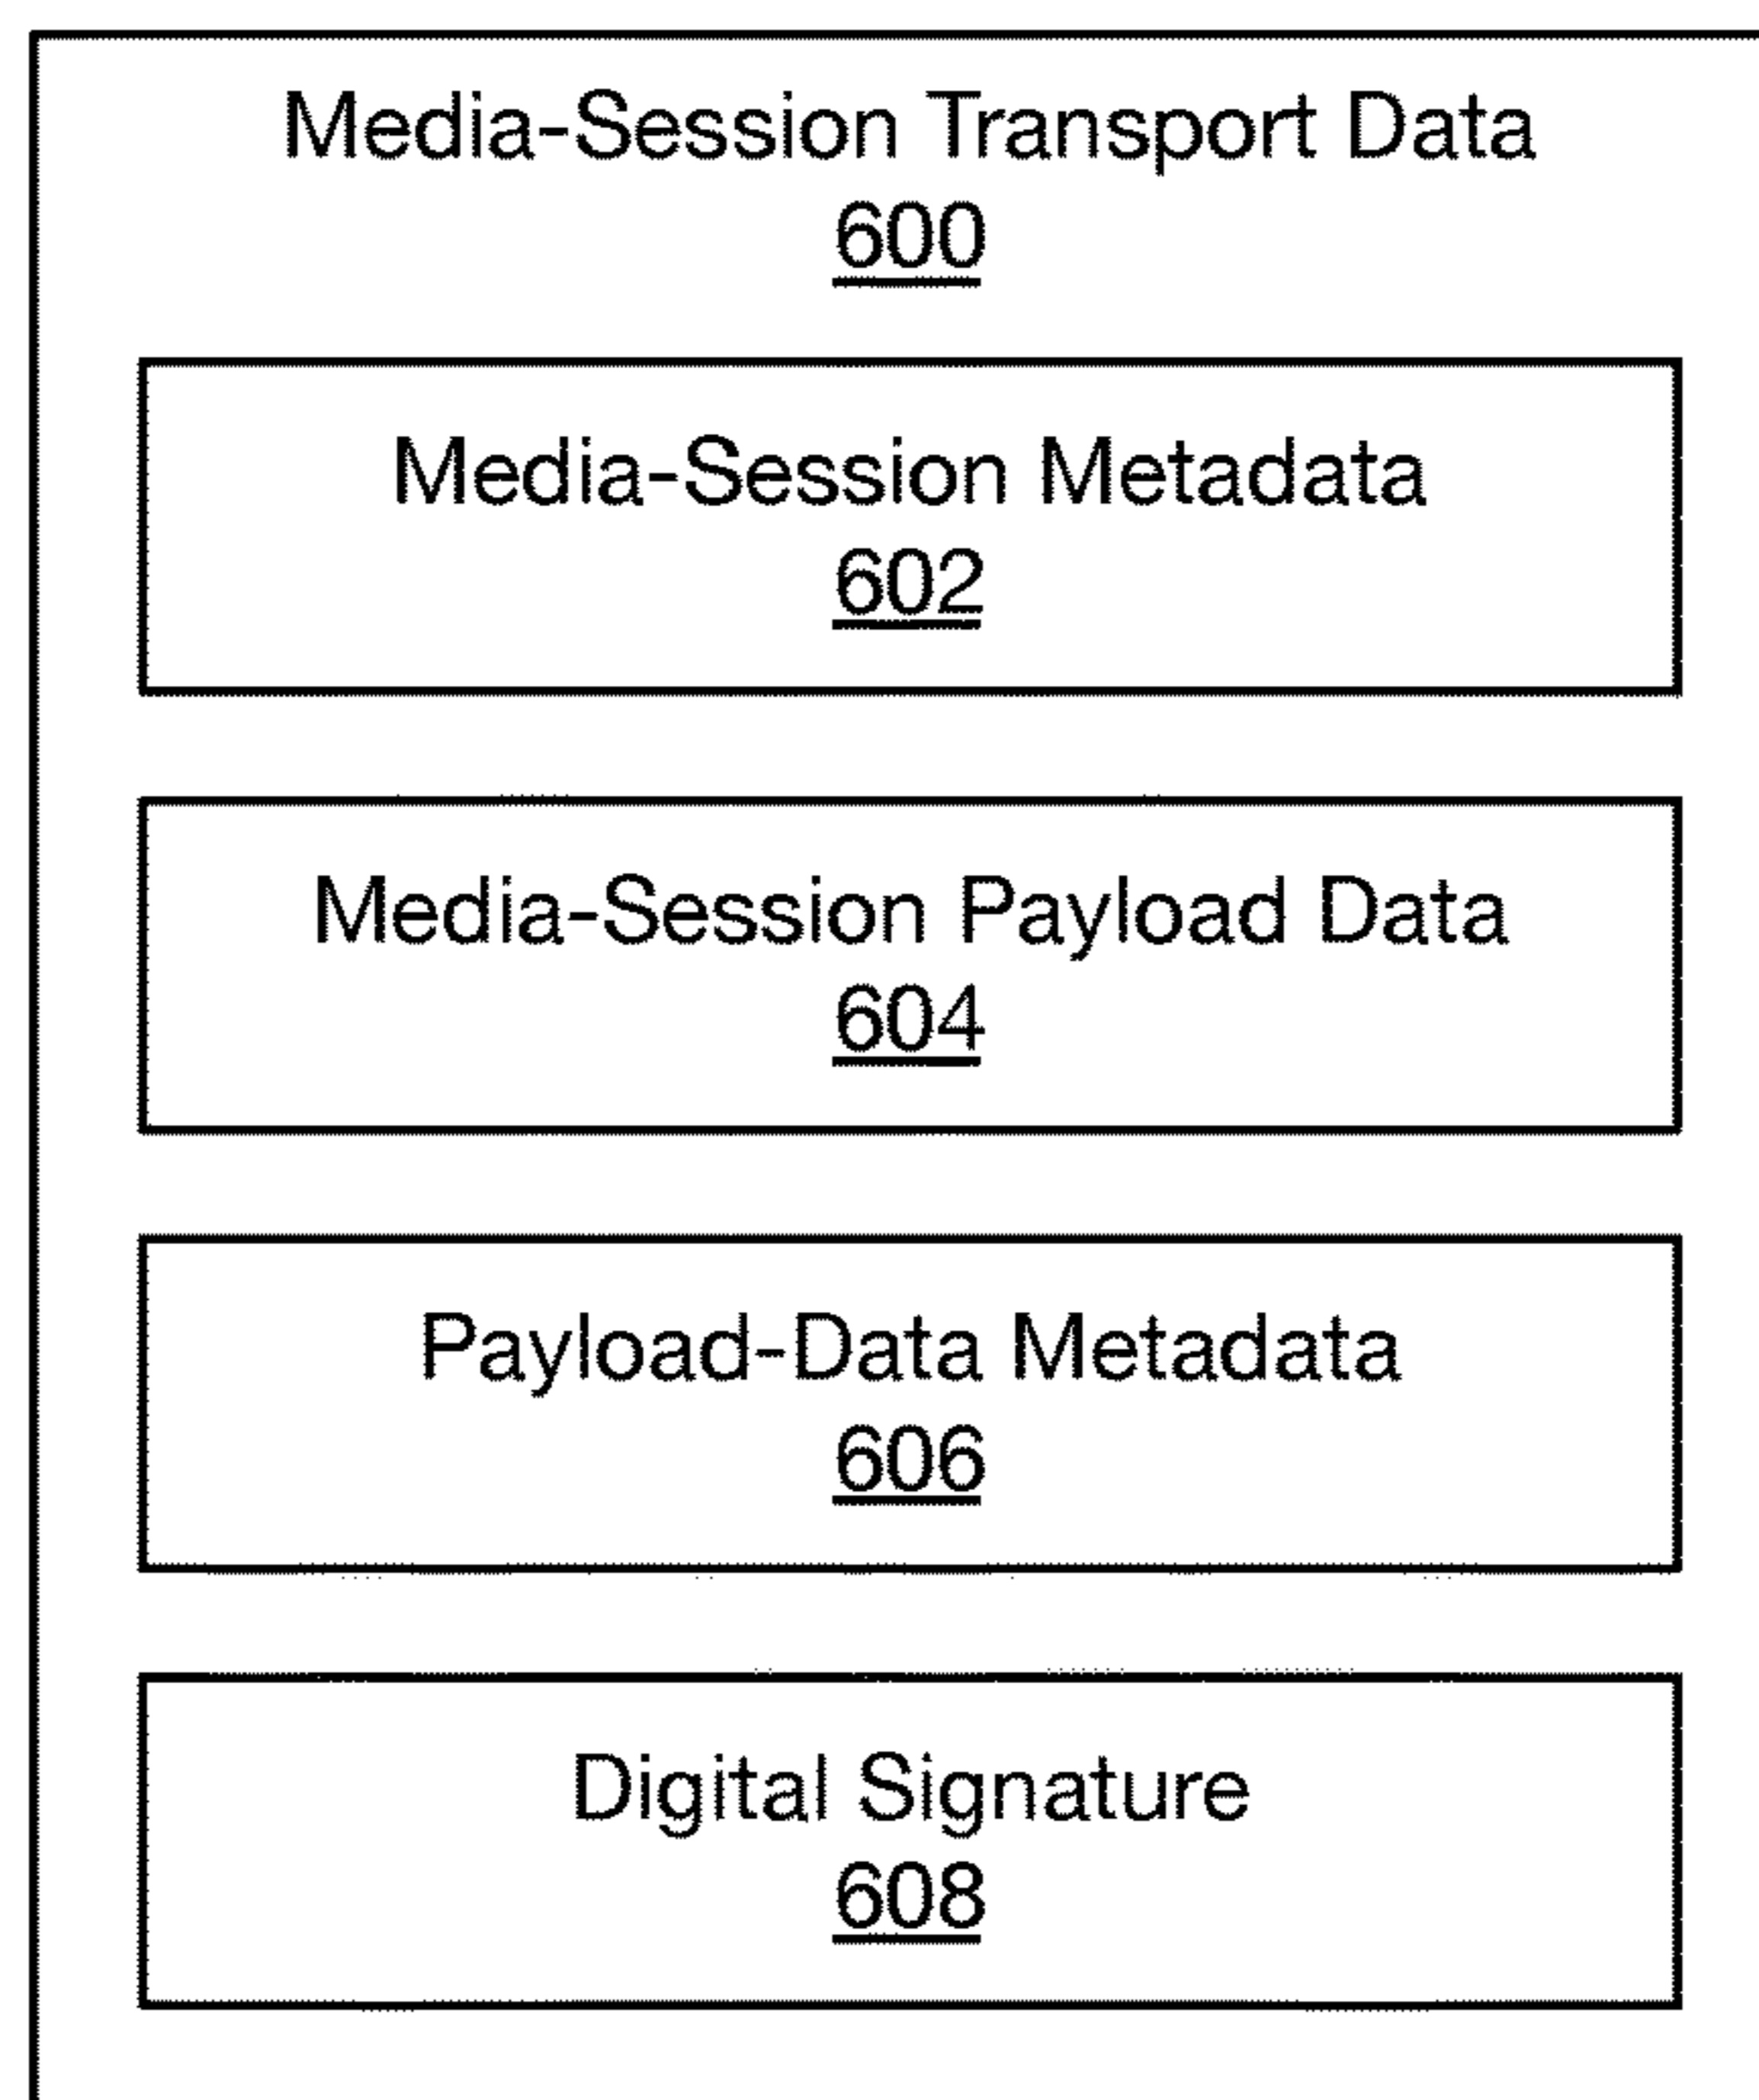 Media-Session Transport Data
600
Media-Session Metadata
602
Media-Session Payload Data
604
Payload-Data Metadata
606
Digital Signature
608